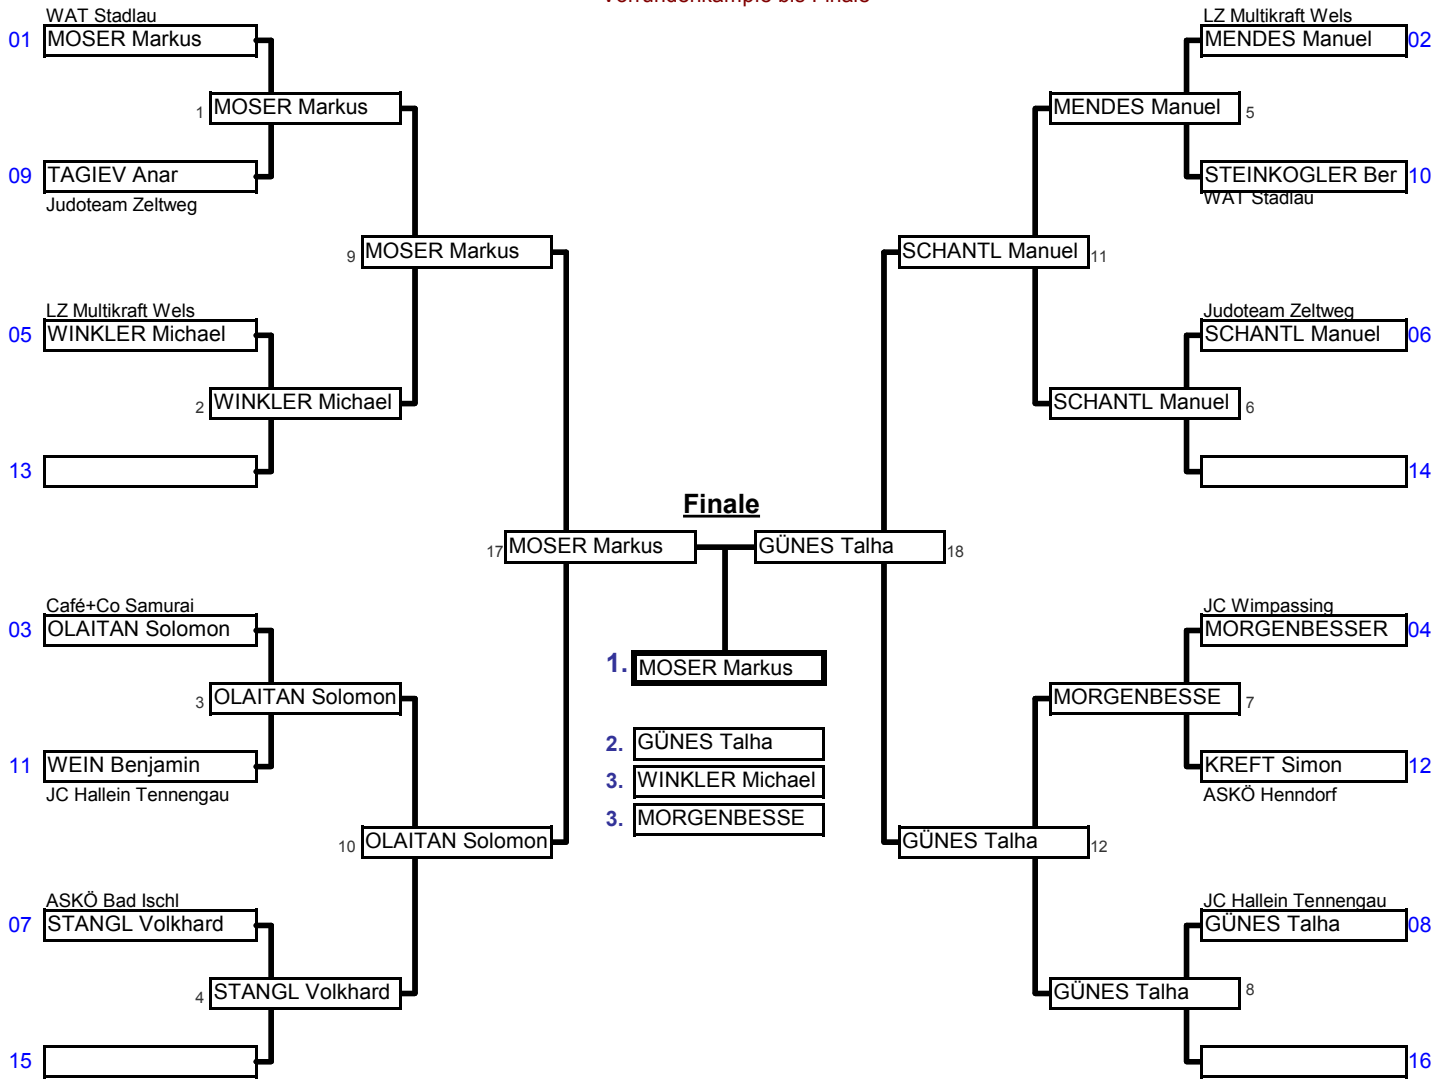 Vorrundenkämpfe bis Finale
WAT Stadlau
01 MOSER Markus
1 MOSER Markus
09 TAGIEV Anar
Judoteam Zeltweg
9 MOSER Markus
LZ Multikraft Wels
05 WINKLER Michael
2 WINKLER Michael
13
17 MOSER Markus
Café+Co Samurai
03 OLAITAN Solomon
3 OLAITAN Solomon
11 WEIN Benjamin
JC Hallein Tennengau
10 OLAITAN Solomon
ASKÖ Bad Ischl
07 STANGL Volkhard
4 STANGL Volkhard
15
Finale
1. MOSER Markus
2. GÜNES Talha
3. WINKLER Michael
3. MORGENBESSE
LZ Multikraft Wels
MENDES Manuel 02
MENDES Manuel 5
STEINKOGLER Ber 10
WAT Stadlau
SCHANTL Manuel 11
Judoteam Zeltweg
SCHANTL Manuel 06
SCHANTL Manuel 6
14
GÜNES Talha 18
JC Wimpassing
MORGENBESSER 04
MORGENBESSE 7
KREFT Simon 12
ASKÖ Henndorf
GÜNES Talha 12
JC Hallein Tennengau
GÜNES Talha 08
GÜNES Talha 8
16